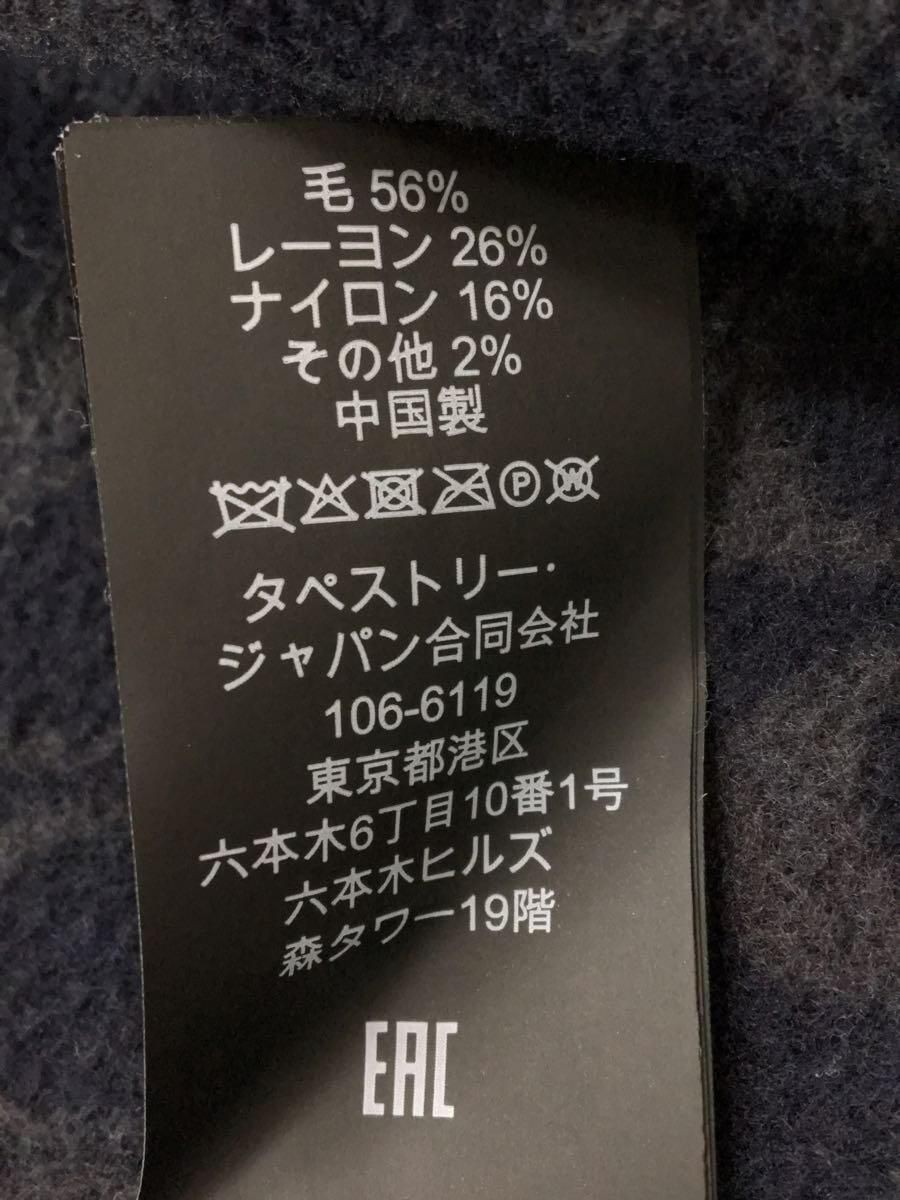 毛 56%
レーヨン 26%
ナイロン 16%
その他 2%
中国製
P W
タペストリー・
ジャパン合同会社
106-6119
東京都港区
六本木6丁目10番1号
六本木ヒルズ
森タワー19階
EAC